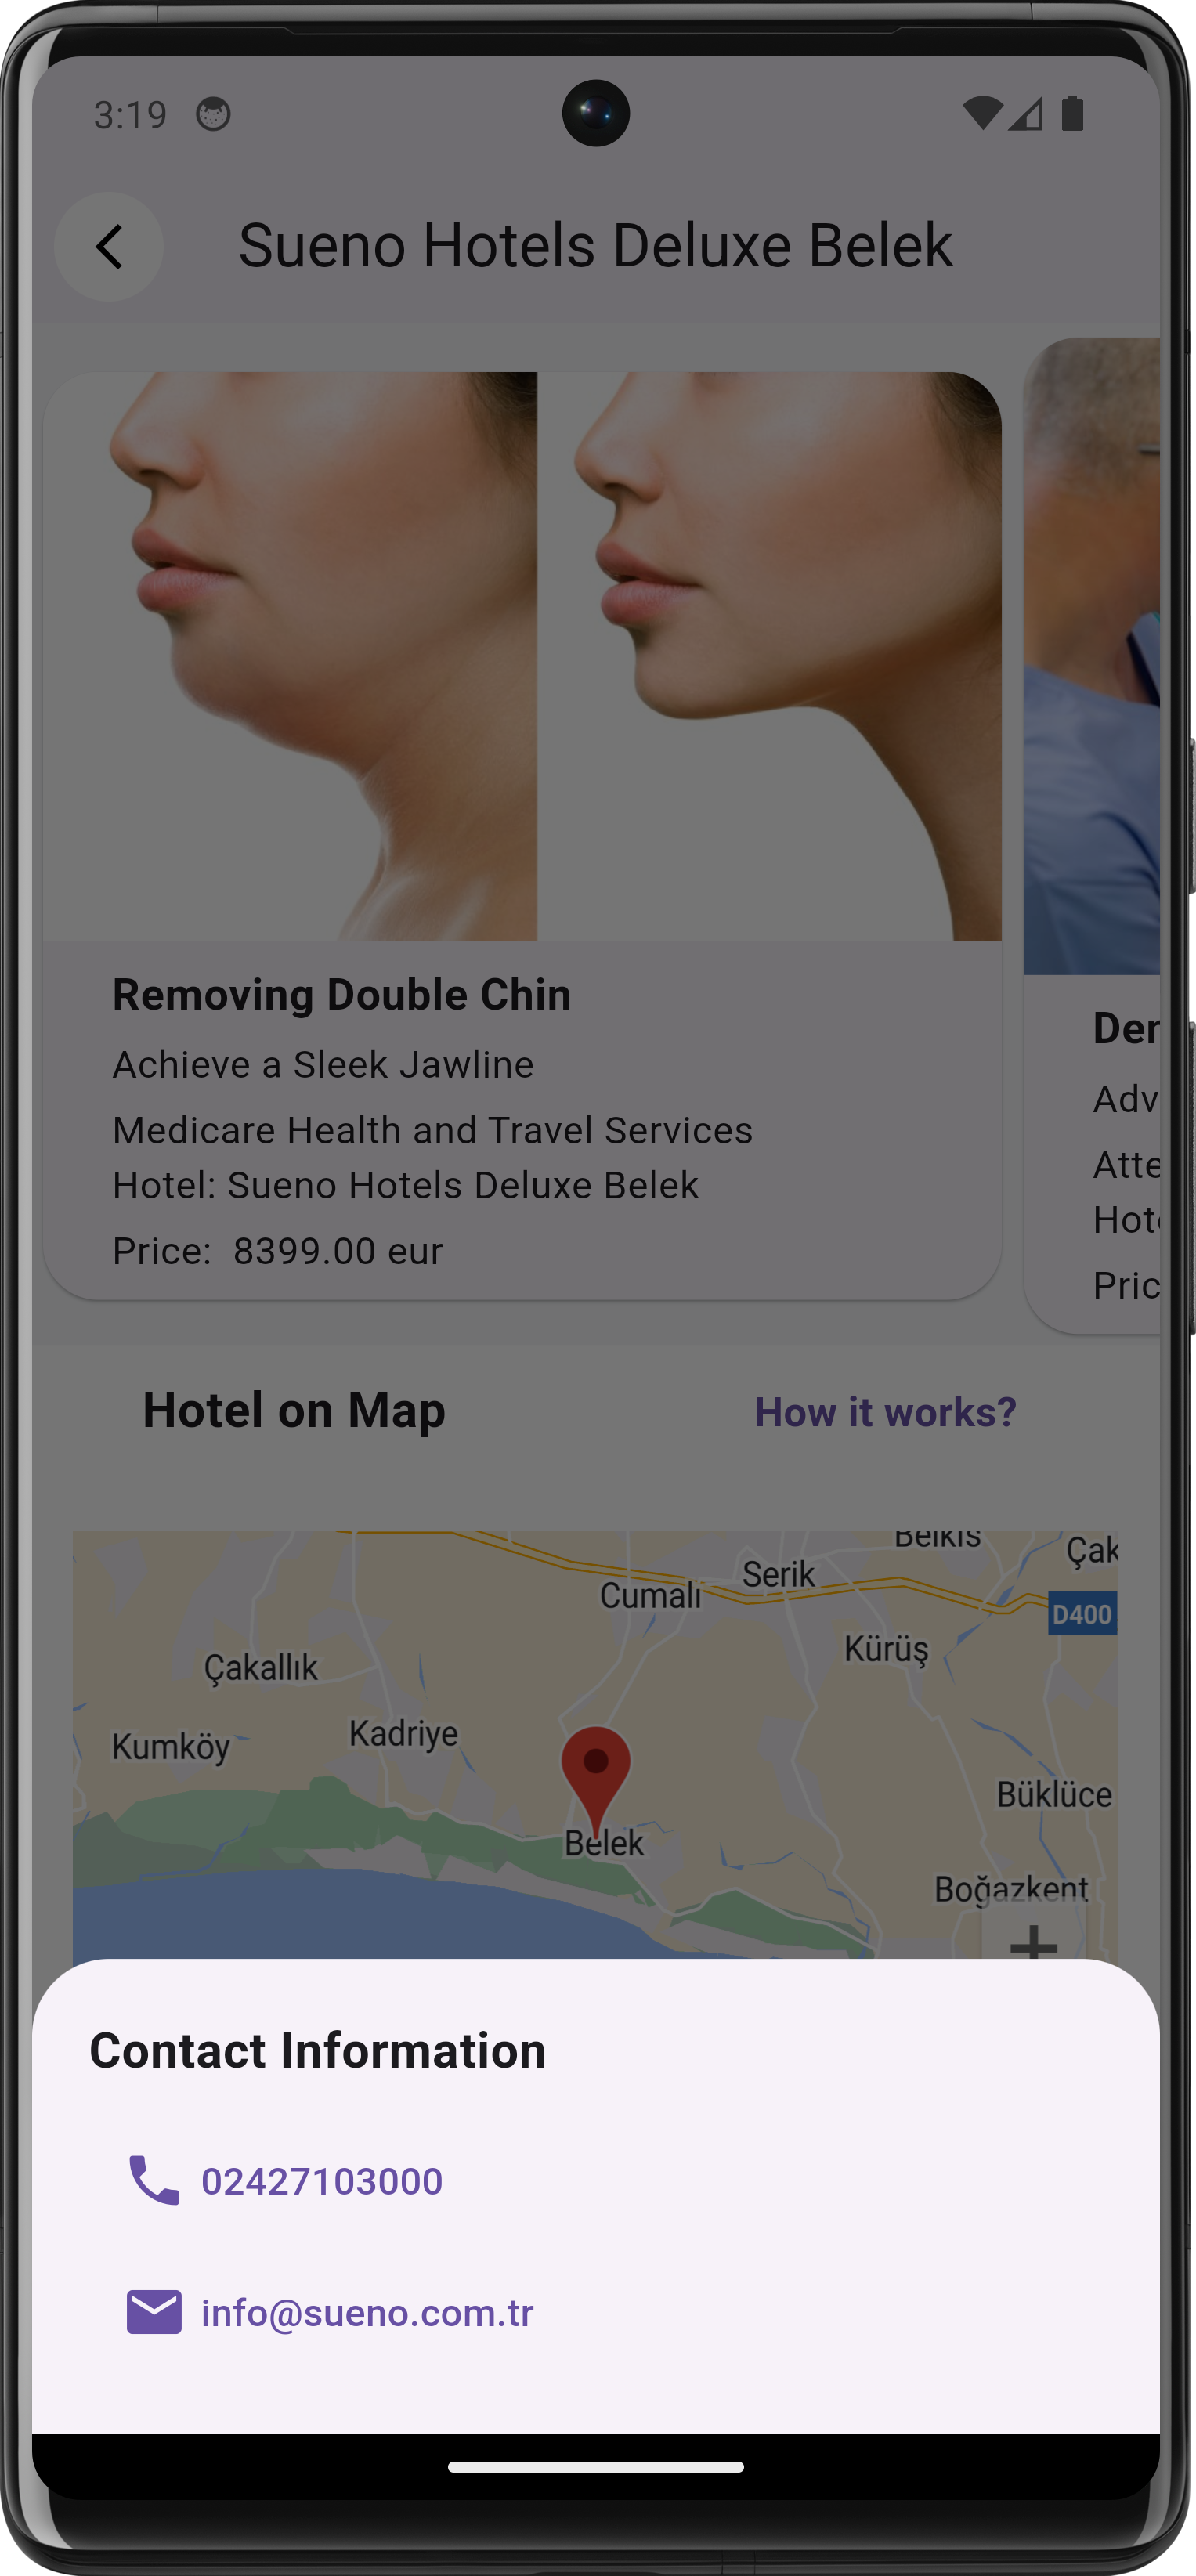 3:19
Sueno Hotels Deluxe Belek
Removing Double Chin
Achieve a Sleek Jawline
Medicare Health and Travel Services
Hotel: Sueno Hotels Deluxe Belek
Price: 8399.00 eur
Der
Adv
Atte
Hote
Pric
Hotel on Map
How it works?
Belkis
Çak
Serik
Cumalı
D400
Kürüş
Çakallık
Kadriye
Kumköy
Büklüce
Belek
Boğazkent
+
Contact Information
02427103000
info@sueno.com.tr